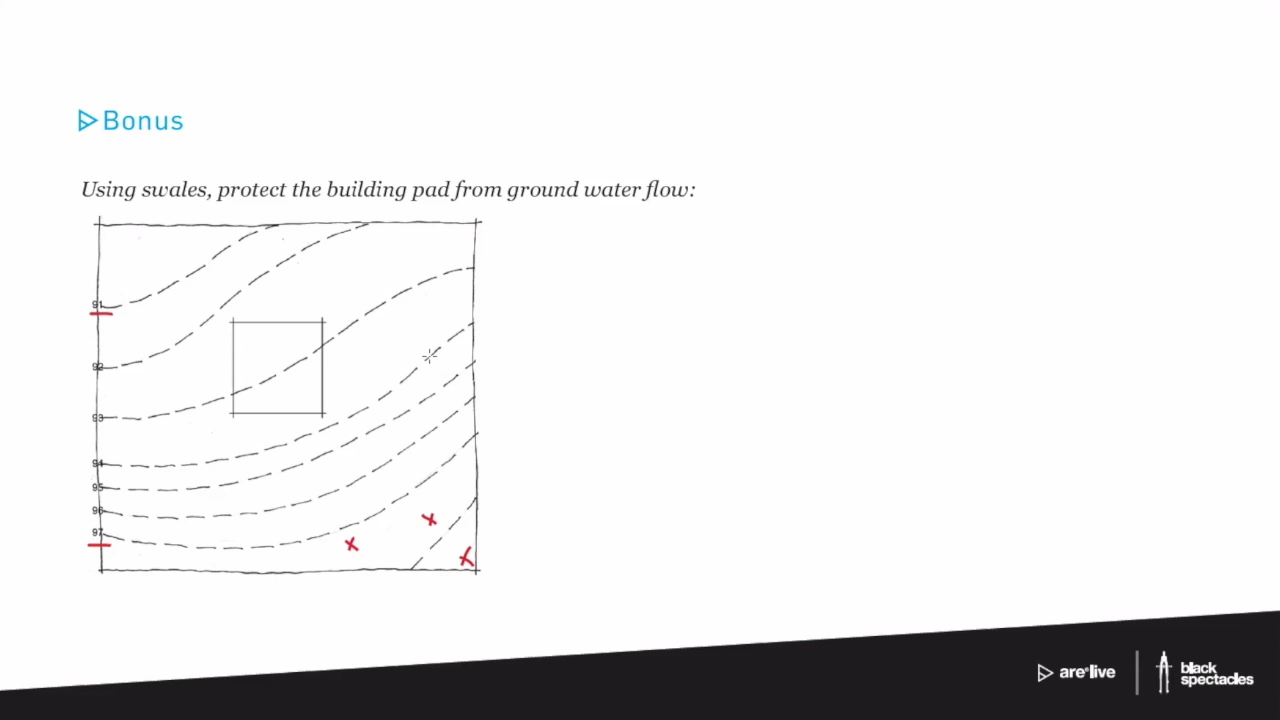 Bonus
Using swales, protect the building pad from ground water flow:
91
92
93
94
95
96
97
are live
black
spectacles